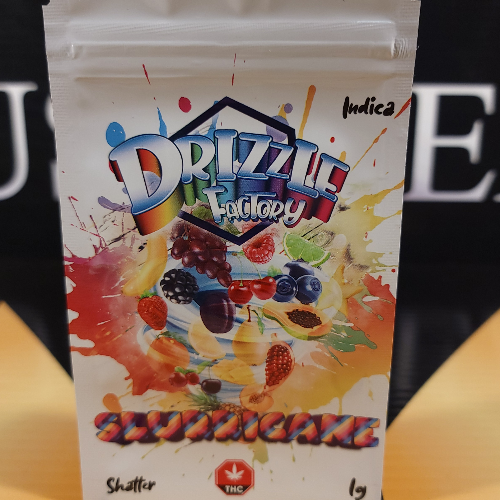 Indica
DRIZZLE
FACTORY
SLURRICANE
Shatter
THC
1g